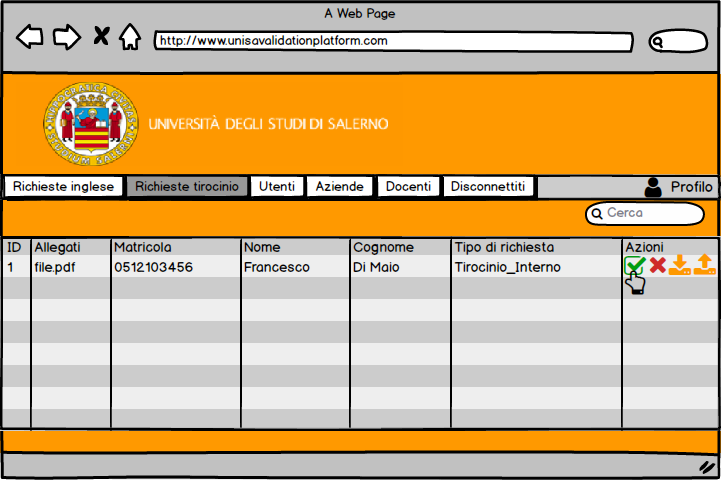 A Web Page
http://www.unisavalidationplatform.com
UNIVERSITÀ DEGLI STUDI DI SALERNO
Richieste inglese Richieste tirocinio Utenti Aziende Docenti Disconnettiti Profilo
Cerca
ID Allegati Matricola Nome Cognome Tipo di richiesta Azioni
1 file.pdf 0512103456 Francesco Di Maio Tirocinio_Interno